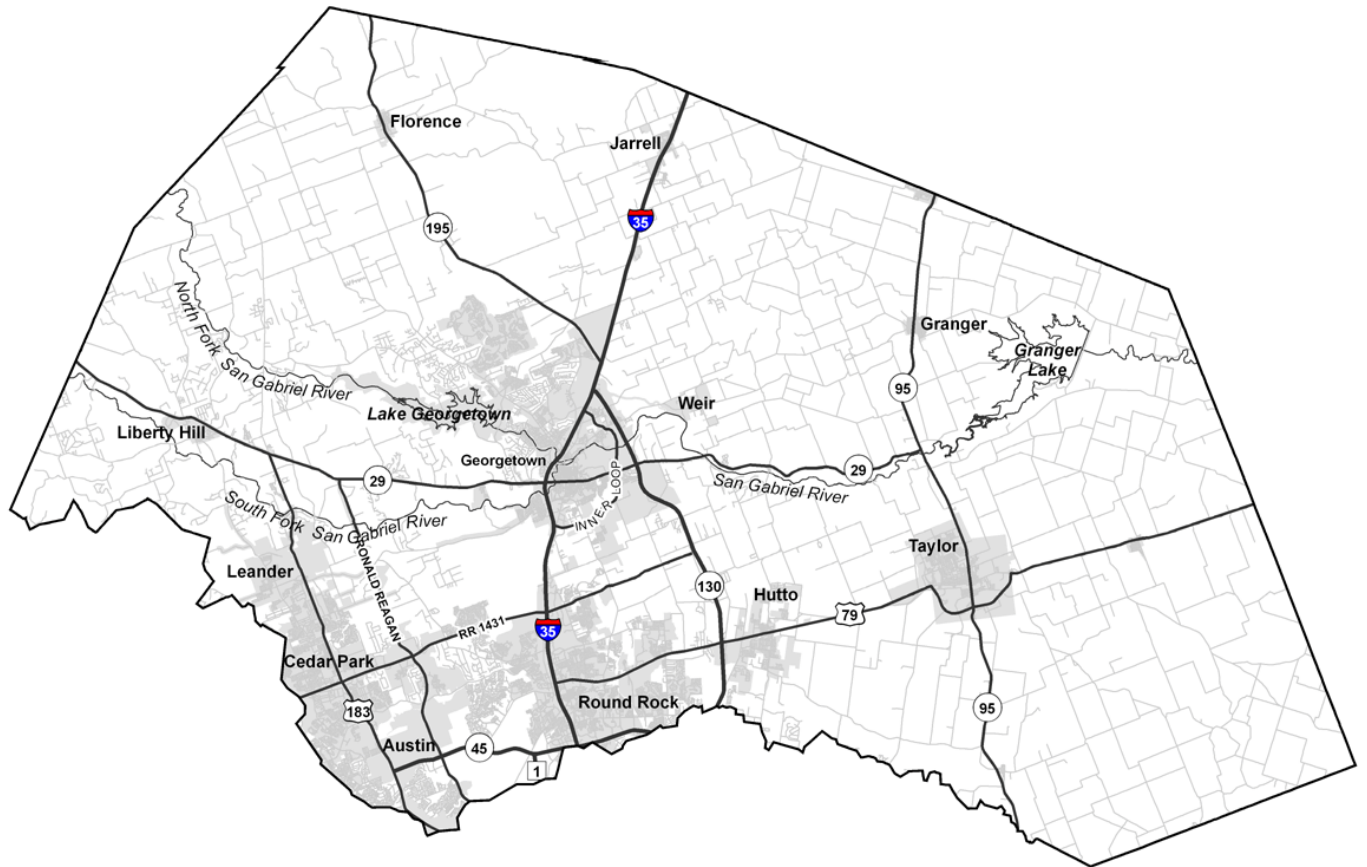 Florence
Jarrell
195
35
North Fork San Gabriel River
Granger
Granger
Lake
95
Lake Georgetown
Weir
Liberty Hill
Georgetown
29
29
INNER LOOP
San Gabriel River
South Fork San Gabriel River
Taylor
Leander
RONALD REAGAN
130
Hutto
79
RR 1431
35
Cedar Park
Round Rock
183
95
Austin
45
1